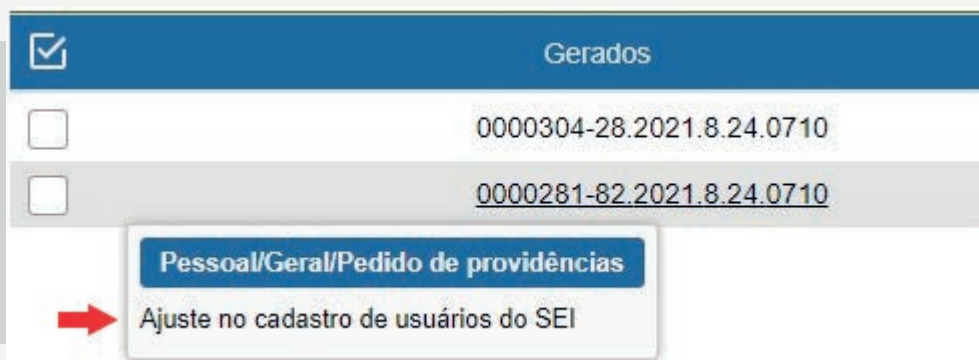 Gerados
0000304-28.2021.8.24.0710
0000281-82.2021.8.24.0710
Pessoal/Geral/Pedido de providências
Ajuste no cadastro de usuários do SEI